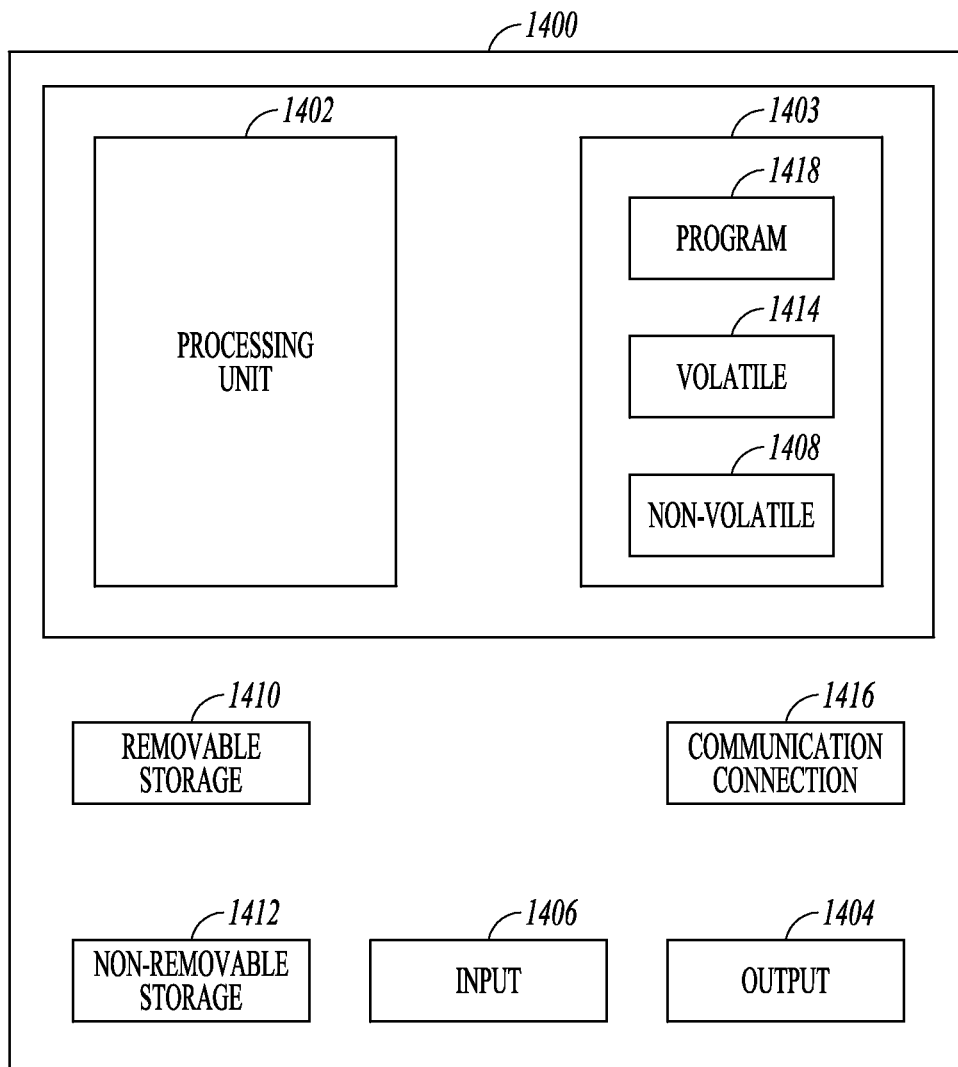 1400
1402
1403
1418
PROGRAM
1414
VOLATILE
PROCESSING
UNIT
1408
NON-VOLATILE
1410
REMOVABLE
STORAGE
1416
COMMUNICATION
CONNECTION
1412
NON-REMOVABLE
STORAGE
1406
INPUT
1404
OUTPUT